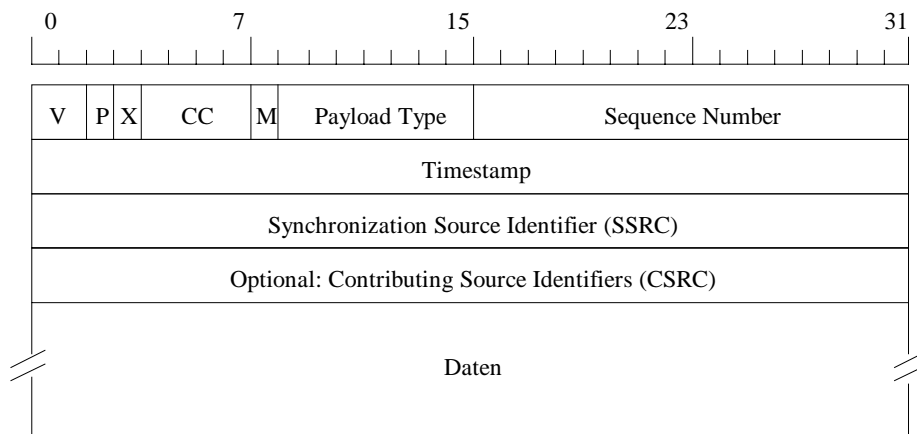 0 7 15 23 31
V P X CC M Payload Type Sequence Number
Timestamp
Synchronization Source Identifier (SSRC)
Optional: Contributing Source Identifiers (CSRC)
Daten